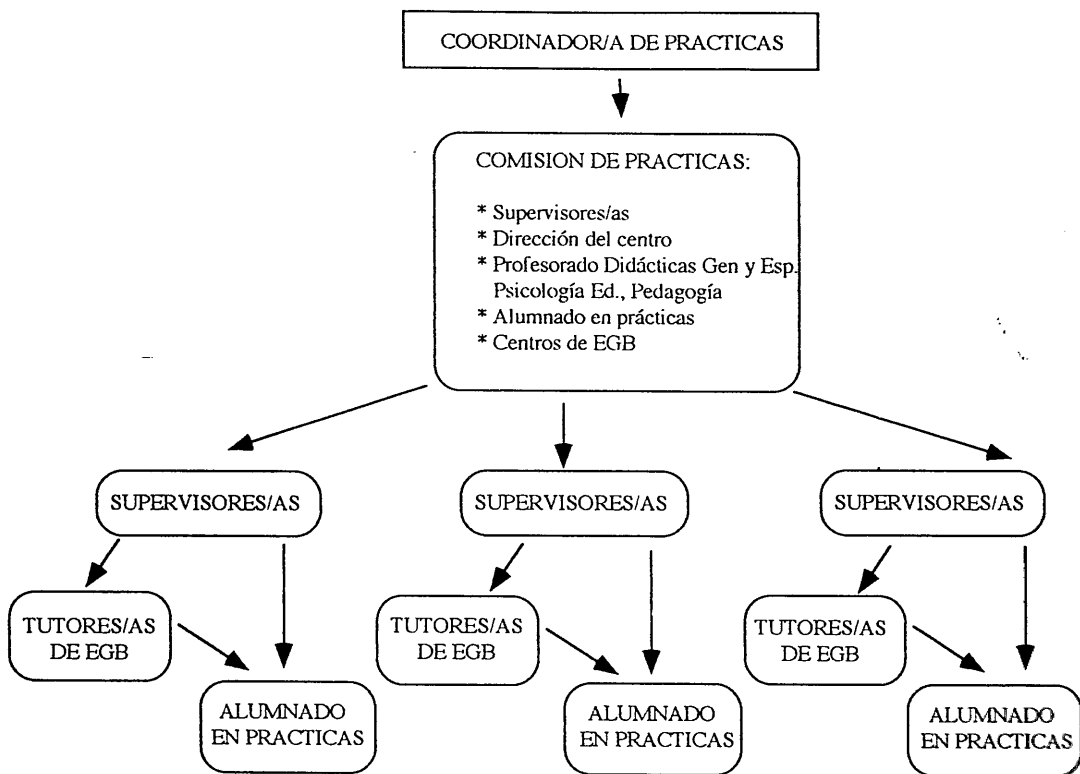 COORDINADOR/A DE PRACTICAS
COMISION DE PRACTICAS:
* Supervisores/as
* Dirección del centro
* Profesorado Didácticas Gen y Esp.
Psicología Ed., Pedagogía
* Alumnado en prácticas
* Centros de EGB
SUPERVISORES/AS
SUPERVISORES/AS
SUPERVISORES/AS
TUTORES/AS
DE EGB
TUTORES/AS
DE EGB
TUTORES/AS
DE EGB
ALUMNADO
EN PRACTICAS
ALUMNADO
EN PRACTICAS
ALUMNADO
EN PRACTICAS